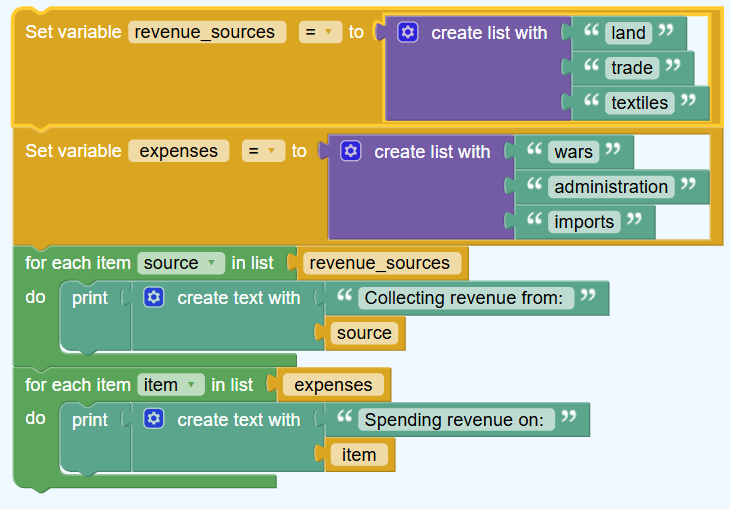 Set variable revenue_sources = to create list with “ land ”
“ trade ”
“ textiles ”
Set variable expenses = to create list with “ wars ”
“ administration ”
“ imports ”
for each item source in list revenue_sources
do print create text with “ Collecting revenue from: ”
source
for each item item in list expenses
do print create text with “ Spending revenue on: ”
item